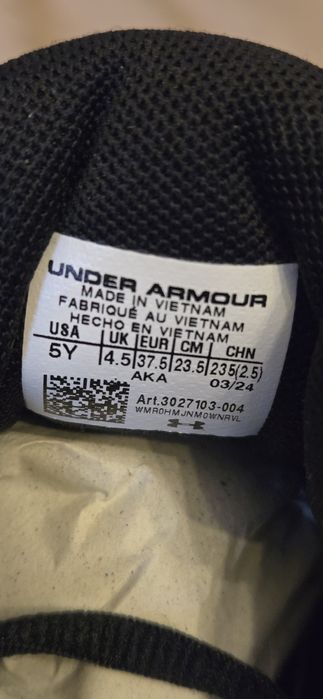 UNDER ARMOUR
MADE IN VIETNAM
FABRIQUÉ AU VIETNAM
HECHO EN VIETNAM
USA UK EUR CM CHN
5Y 4.5 37.5 23.5 235(2.5)
AKA 03/24
Art.3027103-004
WMR0HMJNM0WNRVL